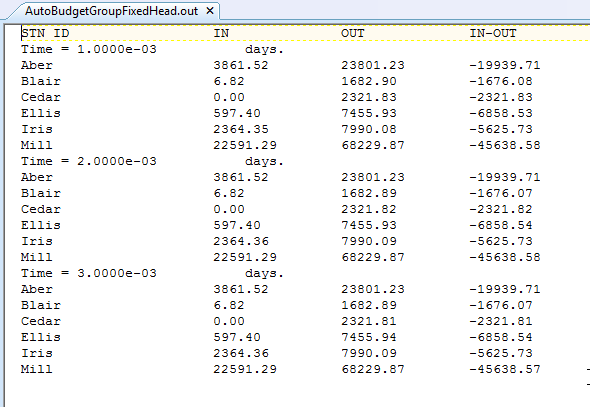 AutoBudgetGroupFixedHead.out ×
STN ID IN OUT IN-OUT
Time = 1.0000e-03 days.
Aber 3861.52 23801.23 -19939.71
Blair 6.82 1682.90 -1676.08
Cedar 0.00 2321.83 -2321.83
Ellis 597.40 7455.93 -6858.53
Iris 2364.35 7990.08 -5625.73
Mill 22591.29 68229.87 -45638.58
Time = 2.0000e-03 days.
Aber 3861.52 23801.23 -19939.71
Blair 6.82 1682.89 -1676.07
Cedar 0.00 2321.82 -2321.82
Ellis 597.40 7455.93 -6858.54
Iris 2364.36 7990.09 -5625.73
Mill 22591.29 68229.87 -45638.58
Time = 3.0000e-03 days.
Aber 3861.52 23801.23 -19939.71
Blair 6.82 1682.89 -1676.07
Cedar 0.00 2321.81 -2321.81
Ellis 597.40 7455.94 -6858.54
Iris 2364.36 7990.09 -5625.73
Mill 22591.29 68229.87 -45638.57